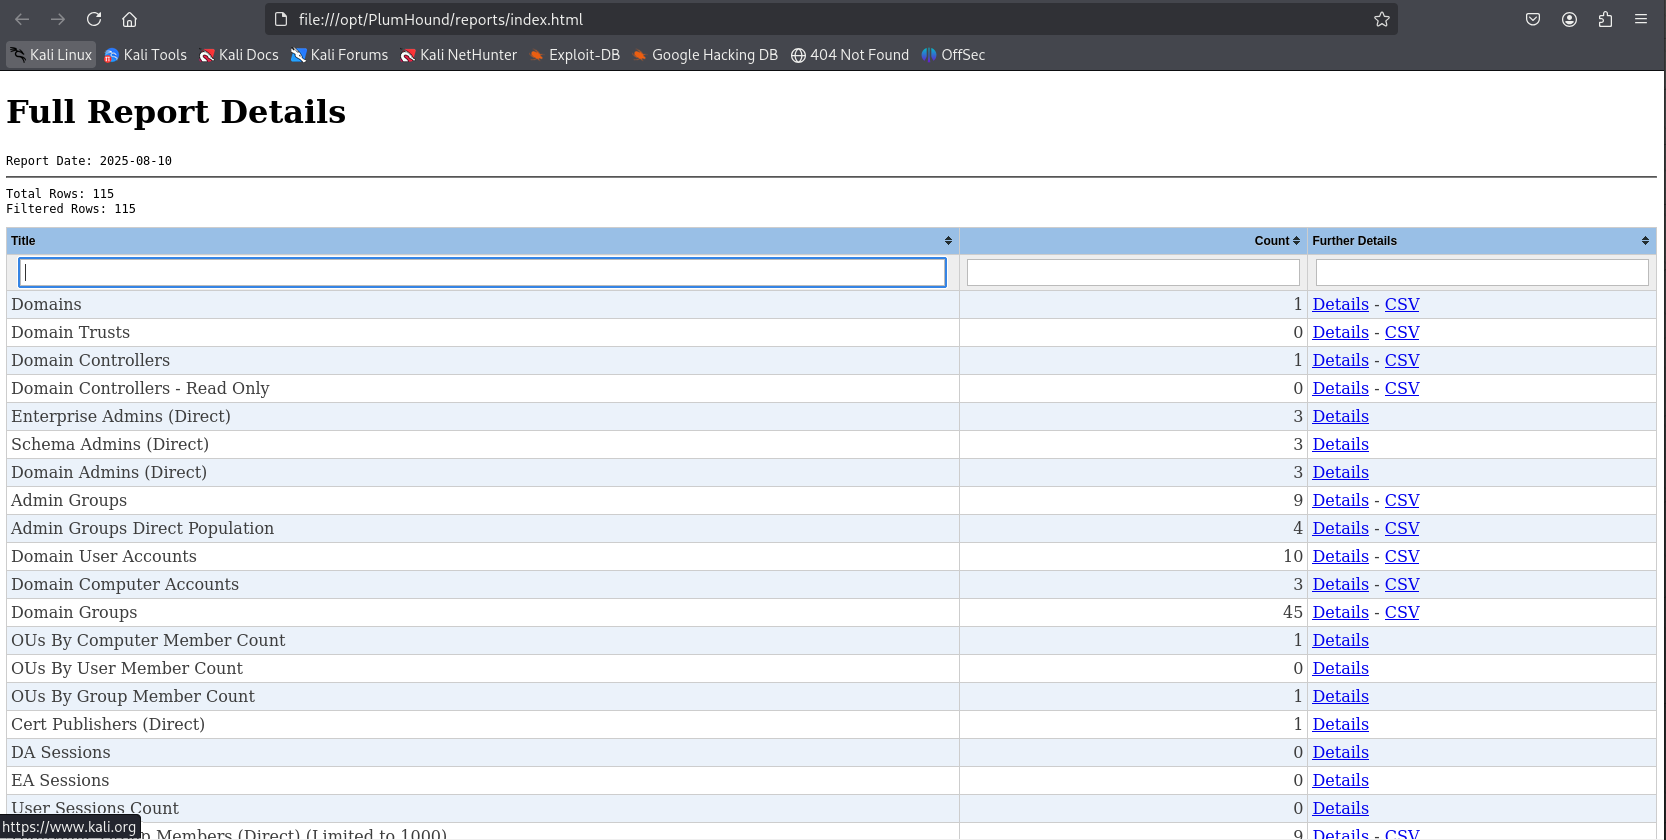 file:///opt/PlumHound/reports/index.html
Kali Linux Kali Tools Kali Docs Kali Forums Kali NetHunter Exploit-DB Google Hacking DB 404 Not Found OffSec
Full Report Details
Report Date: 2025-08-10
Total Rows: 115
Filtered Rows: 115
Title Count Further Details
Domains 1 Details - CSV
Domain Trusts 0 Details - CSV
Domain Controllers 1 Details - CSV
Domain Controllers - Read Only 0 Details - CSV
Enterprise Admins (Direct) 3 Details
Schema Admins (Direct) 3 Details
Domain Admins (Direct) 3 Details
Admin Groups 9 Details - CSV
Admin Groups Direct Population 4 Details - CSV
Domain User Accounts 10 Details - CSV
Domain Computer Accounts 3 Details - CSV
Domain Groups 45 Details - CSV
OUs By Computer Member Count 1 Details
OUs By User Member Count 0 Details
OUs By Group Member Count 1 Details
Cert Publishers (Direct) 1 Details
DA Sessions 0 Details
EA Sessions 0 Details
User Sessions Count 0 Details
https://www.kali.org
Members (Direct) (Limited to 1000) 9 Details - CSV